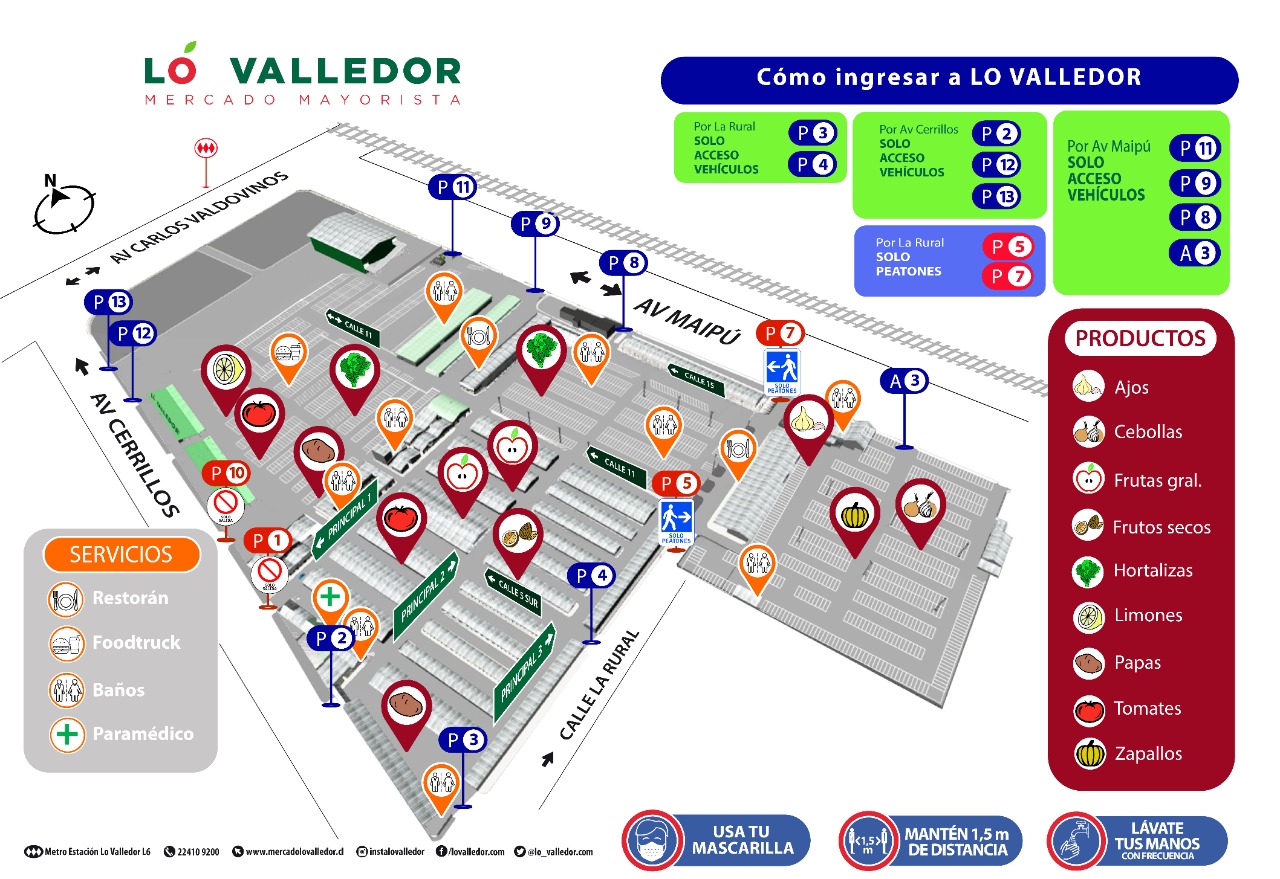 LO VALLEDOR
MERCADO MAYORISTA
Cómo ingresar a LO VALLEDOR
Por La Rural
SOLO
ACCESO
VEHÍCULOS
P 3
P 4
Por Av Cerrillos
SOLO
ACCESO
VEHÍCULOS
P 2
P 12
P 13
Por Av Maipú
SOLO
ACCESO
VEHÍCULOS
P 11
P 9
P 8
A 3
Por La Rural
SOLO
PEATONES
P 5
P 7
N
AV CARLOS VALDOVINOS
P 11
P 9
P 8
AV MAIPÚ
P 13
P 12
CALLE 11
P 7
SOLO
PEATONES
CALLE 15
A 3
AV CERRILLOS
LO VALLEDOR
P 10
SOLO
SALIDA
CALLE 11
P 5
SOLO
PEATONES
PRINCIPAL 1
P 1
SOLO
SALIDA
PRINCIPAL 2
CALLE 5 SUR
P 4
P 2
PRINCIPAL 3
CALLE LA RURAL
P 3
SERVICIOS
Restorán
Foodtruck
Baños
Paramédico
PRODUCTOS
Ajos
Cebollas
Frutas gral.
Frutos secos
Hortalizas
Limones
Papas
Tomates
Zapallos
Metro Estación Lo Valledor L6
22410 9200
www.mercadolovalledor.cl
instalovalledor
/lovalledor.com
@lo_valledor.com
USA TU
MASCARILLA
<1,5>
m
MANTÉN 1,5 m
DE DISTANCIA
LÁVATE
TUS MANOS
CON FRECUENCIA